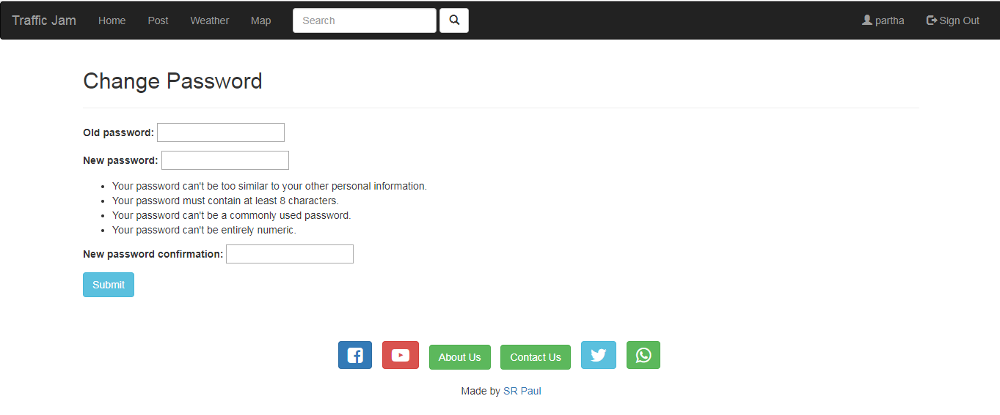 Traffic Jam Home Post Weather Map Search partha Sign Out
Change Password
Old password:
New password:
Your password can't be too similar to your other personal information.
Your password must contain at least 8 characters.
Your password can't be a commonly used password.
Your password can't be entirely numeric.
New password confirmation:
Submit
About Us Contact Us
Made by SR Paul